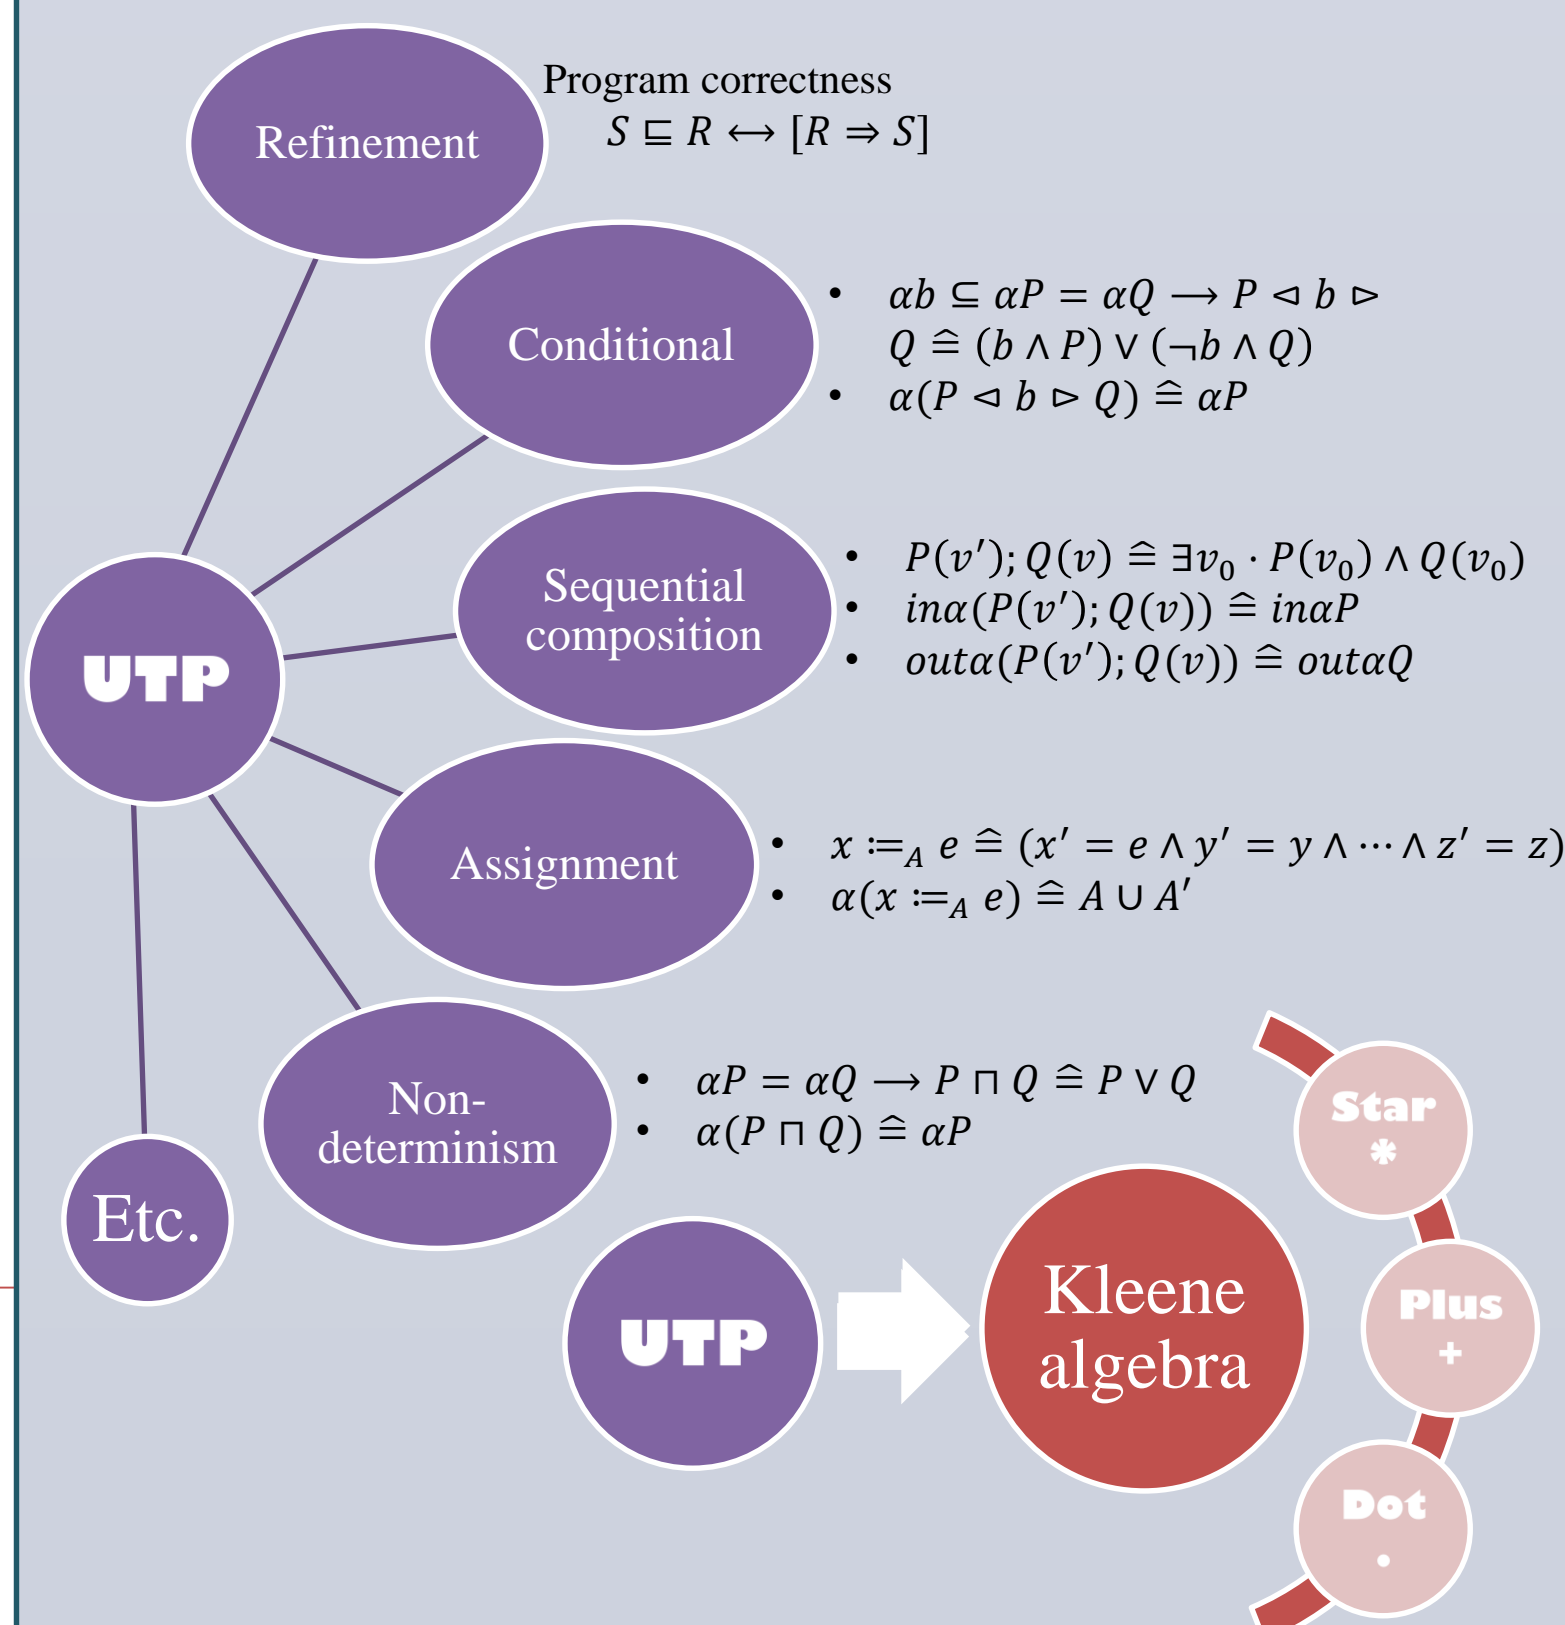 Refinement
Program correctness
𝑆 ⊑ 𝑅 ⟷ [𝑅 ⇒ 𝑆]
Conditional
• 𝛼𝑏 ⊆ 𝛼𝑃 = 𝛼𝑄 ⟶ 𝑃 ⊲ 𝑏 ⊳
𝑄 ≙ (𝑏 ∧ 𝑃) ∨ (¬𝑏 ∧ 𝑄)
• 𝛼(𝑃 ⊲ 𝑏 ⊳ 𝑄) ≙ 𝛼𝑃
Sequential
composition
• 𝑃(𝑣′); 𝑄(𝑣) ≙ ∃𝑣₀ ∙ 𝑃(𝑣₀) ∧ 𝑄(𝑣₀)
• 𝑖𝑛𝛼(𝑃(𝑣′); 𝑄(𝑣)) ≙ 𝑖𝑛𝛼𝑃
• 𝑜𝑢𝑡𝛼(𝑃(𝑣′); 𝑄(𝑣)) ≙ 𝑜𝑢𝑡𝛼𝑄
UTP
Assignment
• 𝑥 ≔_𝐴 𝑒 ≙ (𝑥′ = 𝑒 ∧ 𝑦′ = 𝑦 ∧ ⋯ ∧ 𝑧′ = 𝑧)
• 𝛼(𝑥 ≔_𝐴 𝑒) ≙ 𝐴 ∪ 𝐴′
Non-
determinism
• 𝛼𝑃 = 𝛼𝑄 ⟶ 𝑃 ⊓ 𝑄 ≙ 𝑃 ∨ 𝑄
• 𝛼(𝑃 ⊓ 𝑄) ≙ 𝛼𝑃
Etc.
UTP
Kleene
algebra
Star
*
Plus
+
Dot
·